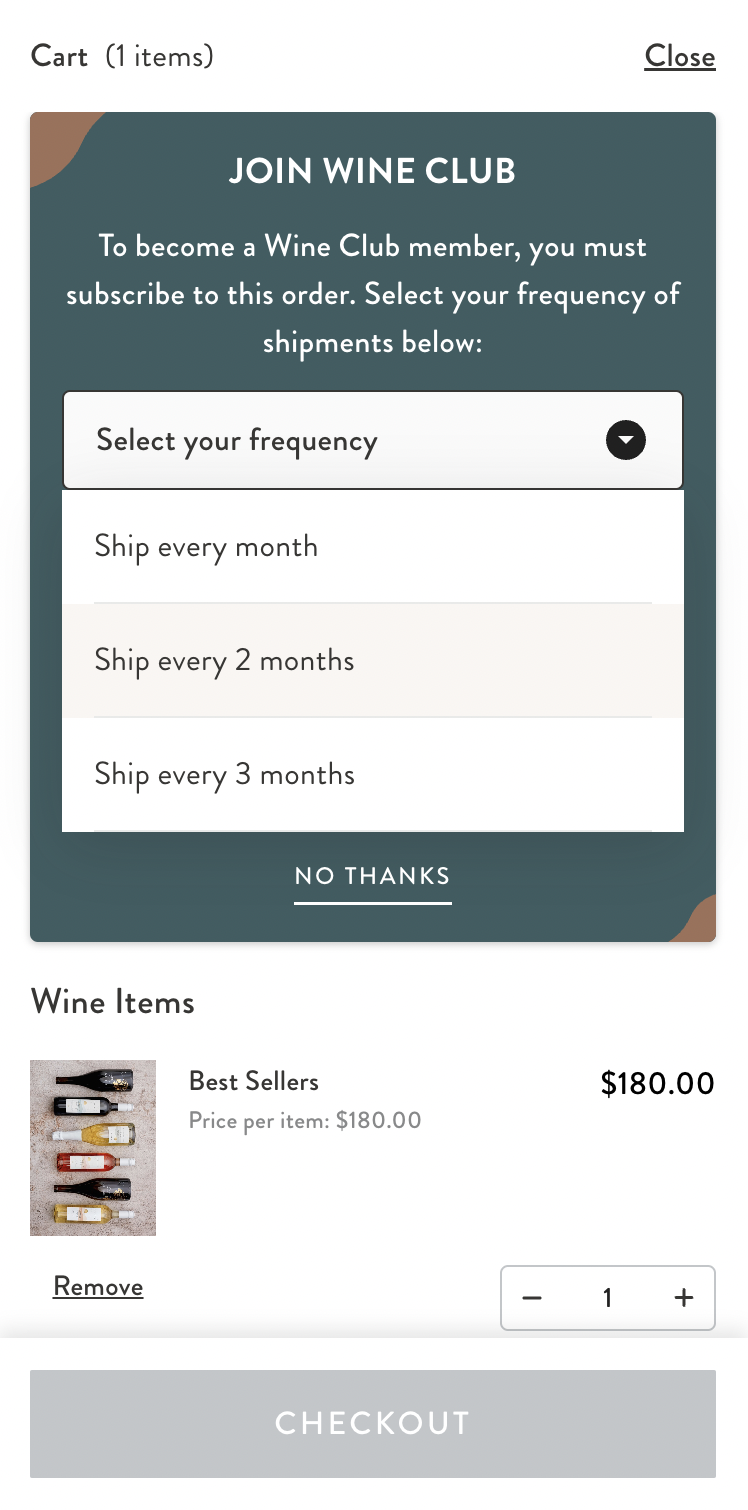 Cart (1 items)
Close
JOIN WINE CLUB
To become a Wine Club member, you must
subscribe to this order. Select your frequency of
shipments below:
Select your frequency
Ship every month
Ship every 2 months
Ship every 3 months
NO THANKS
Wine Items
Best Sellers
$180.00
Price per item: $180.00
Remove
− 1 +
CHECKOUT